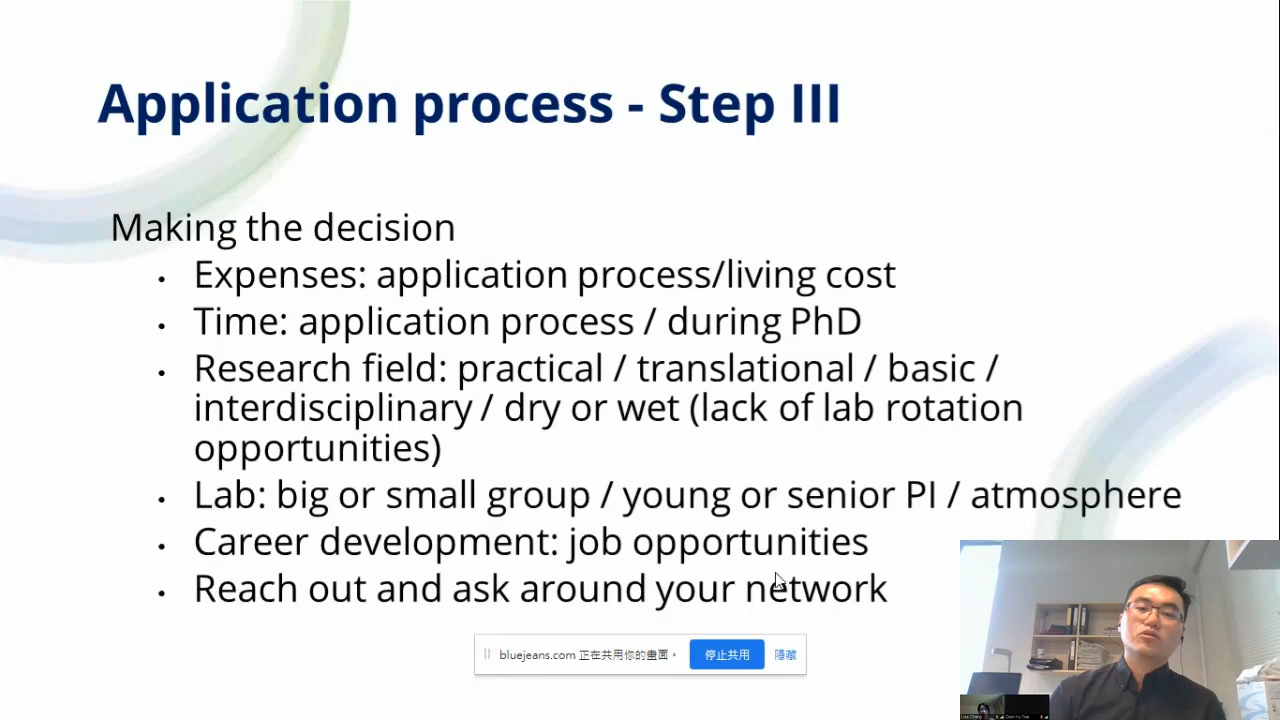 Application process - Step III
Making the decision
• Expenses: application process/living cost
• Time: application process / during PhD
• Research field: practical / translational / basic /
interdisciplinary / dry or wet (lack of lab rotation
opportunities)
• Lab: big or small group / young or senior PI / atmosphere
• Career development: job opportunities
• Reach out and ask around your network
bluejeans.com 正在共用你的畫面。 停止共用 隱藏